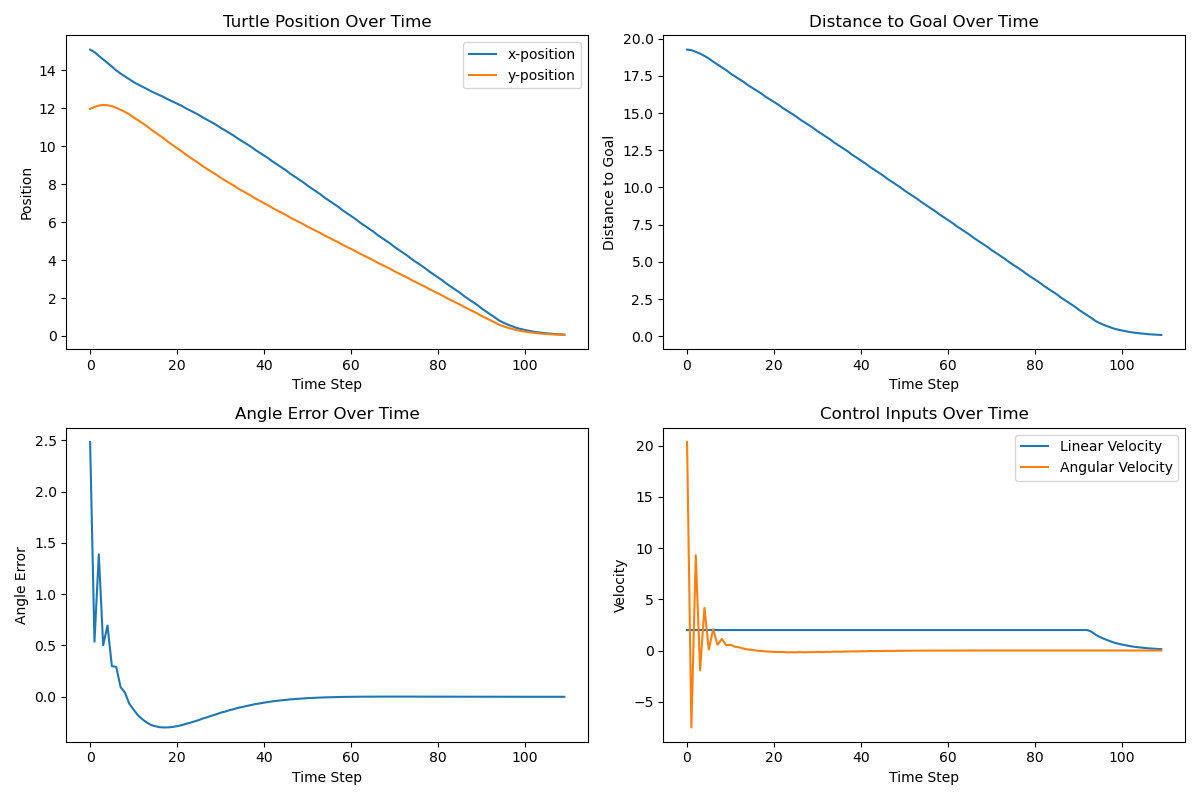 Turtle Position Over Time
x-position
y-position
14
12
10
8
6
4
2
0
Position
0 20 40 60 80 100
Time Step
Distance to Goal Over Time
20.0
17.5
15.0
12.5
10.0
7.5
5.0
2.5
0.0
Distance to Goal
0 20 40 60 80 100
Time Step
Angle Error Over Time
2.5
2.0
1.5
1.0
0.5
0.0
Angle Error
0 20 40 60 80 100
Time Step
Control Inputs Over Time
Linear Velocity
Angular Velocity
20
15
10
5
0
−5
Velocity
0 20 40 60 80 100
Time Step